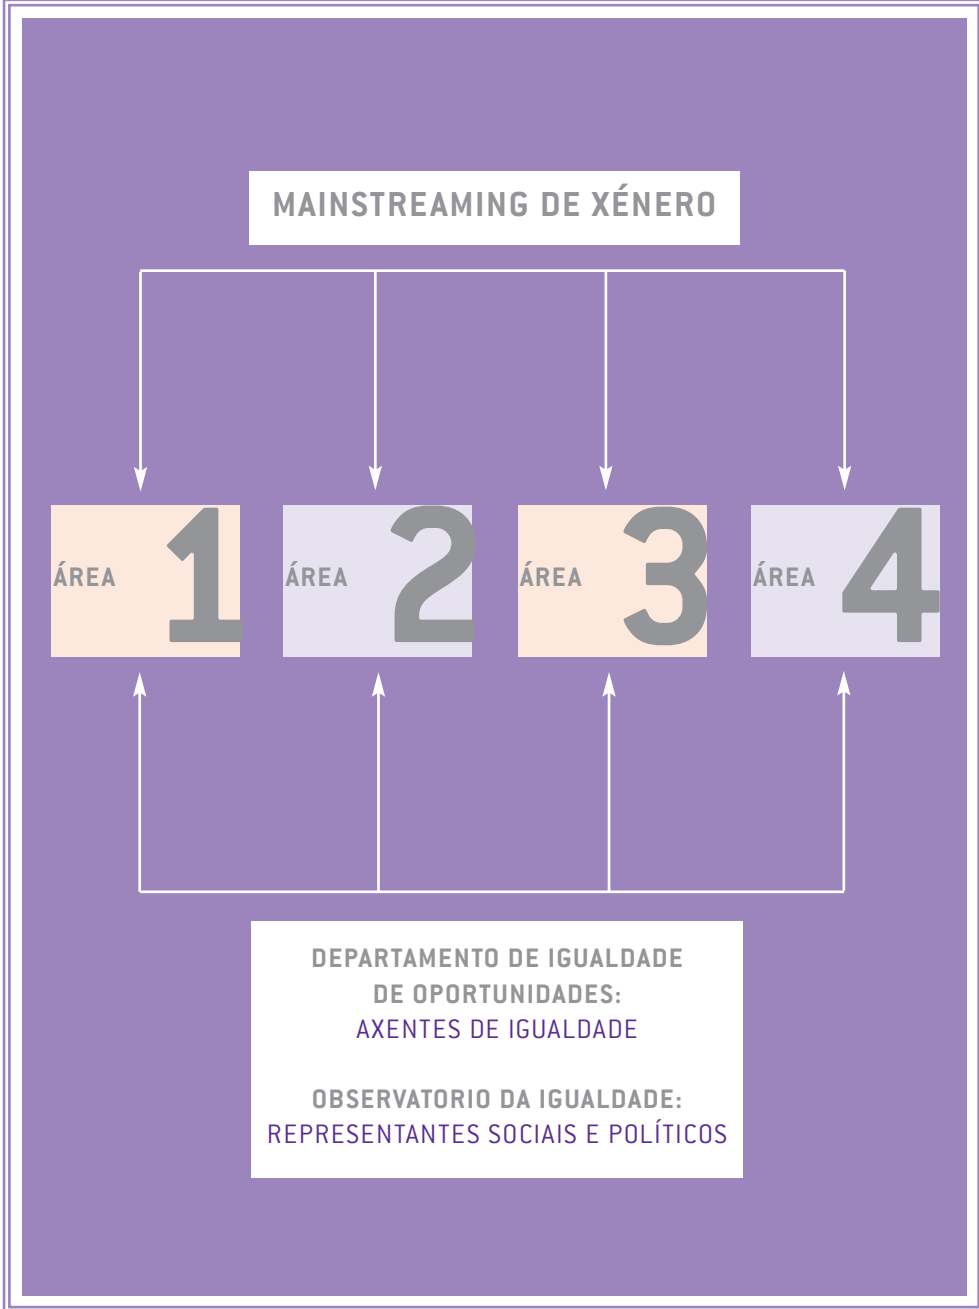 MAINSTREAMING DE XÉNERO
ÁREA 1
ÁREA 2
ÁREA 3
ÁREA 4
DEPARTAMENTO DE IGUALDADE
DE OPORTUNIDADES:
AXENTES DE IGUALDADE
OBSERVATORIO DA IGUALDADE:
REPRESENTANTES SOCIAIS E POLÍTICOS